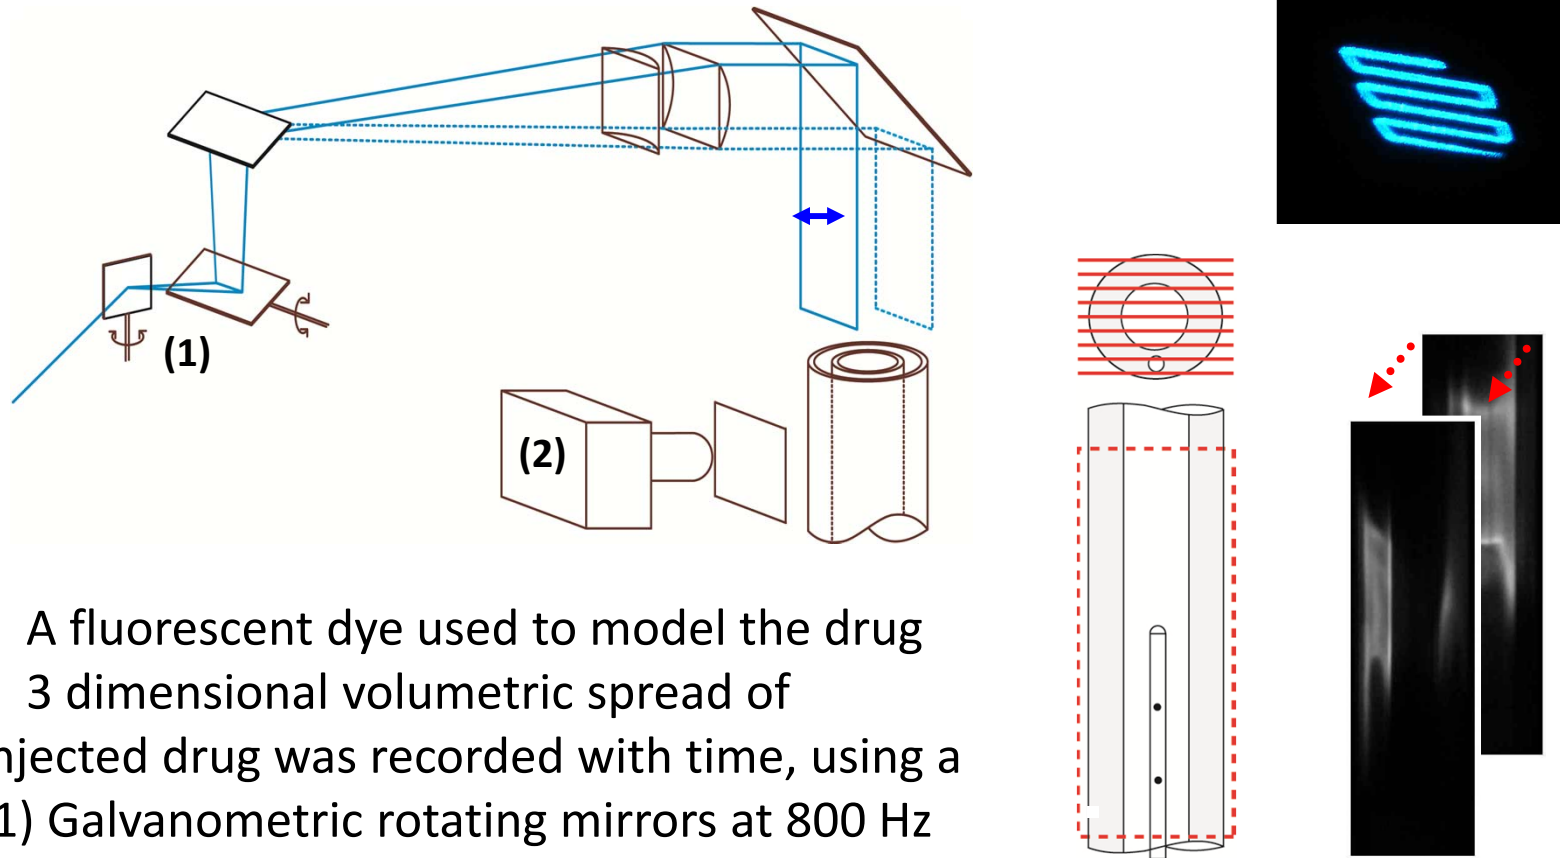 (1)
(2)
A fluorescent dye used to model the drug
3 dimensional volumetric spread of
njected drug was recorded with time, using a
1) Galvanometric rotating mirrors at 800 Hz